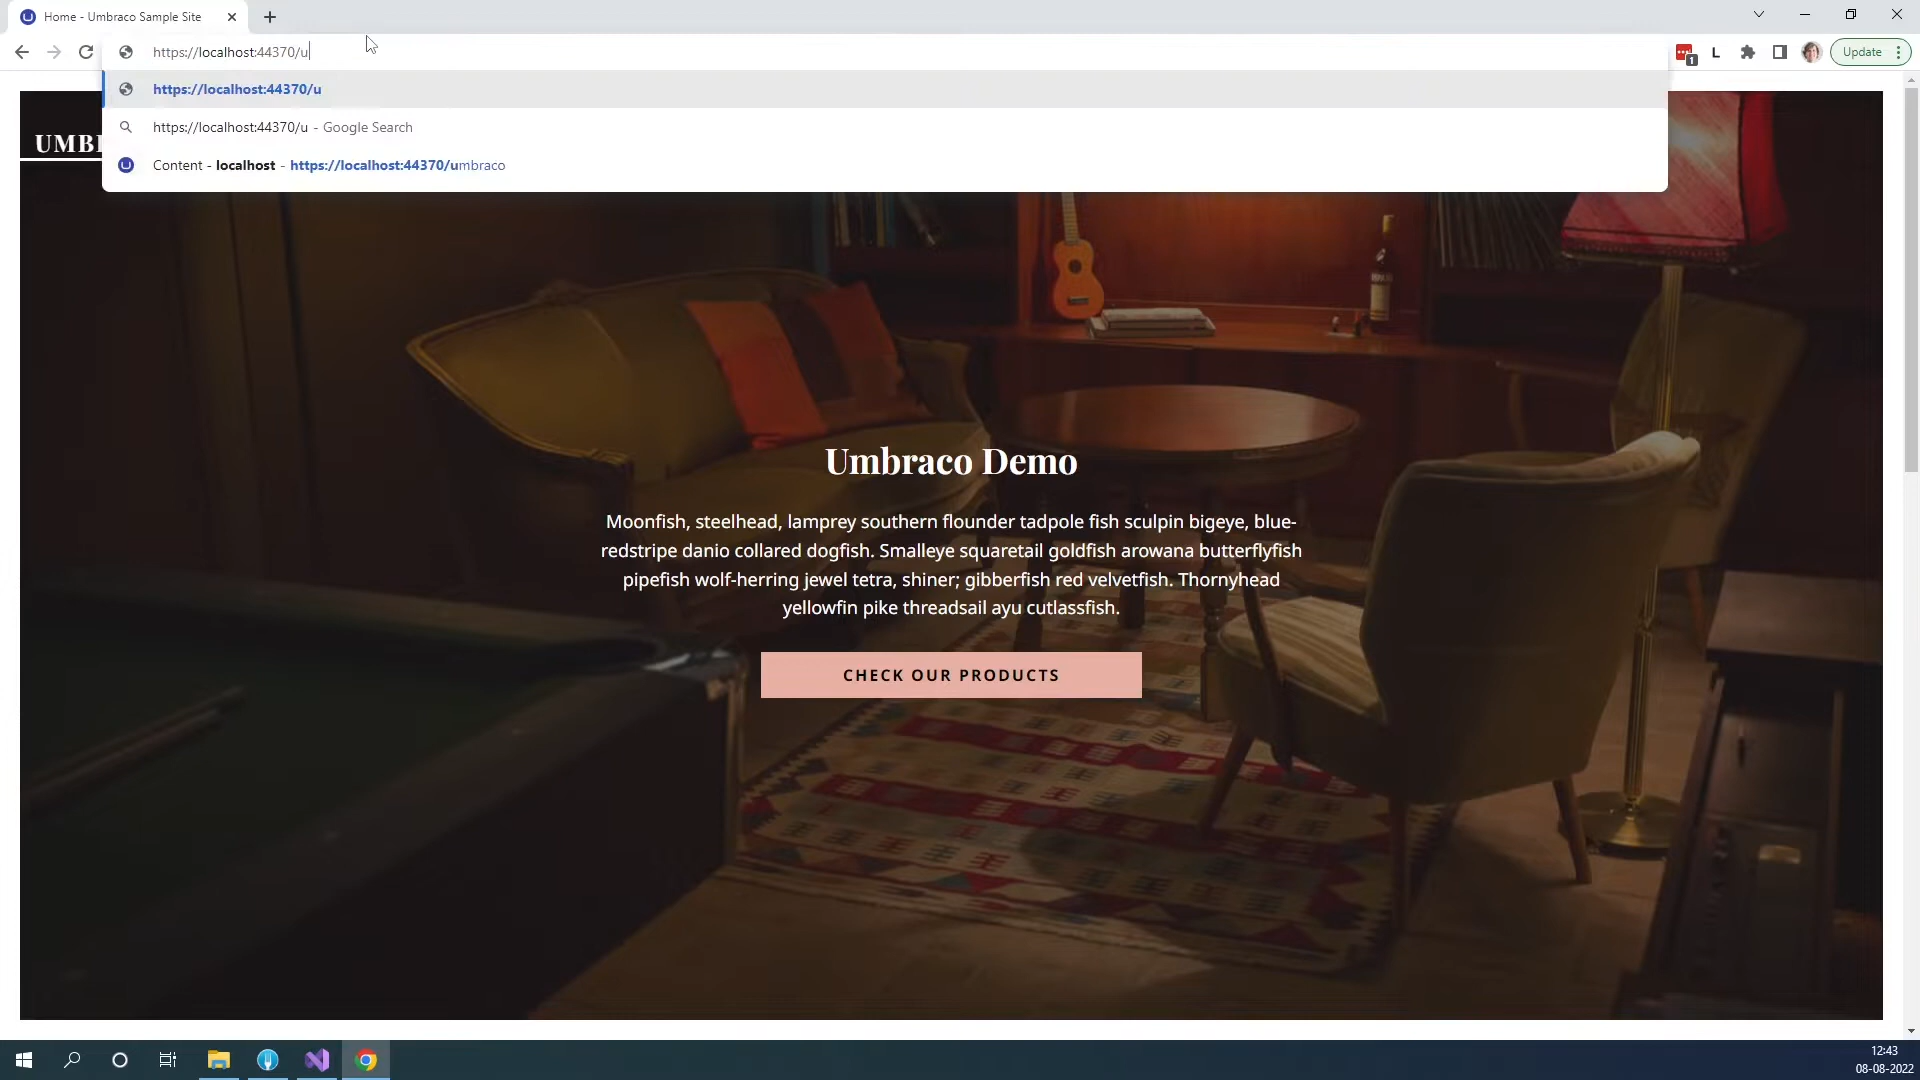 Home - Umbraco Sample Site
https://localhost:44370/u
L
1
Update
https://localhost:44370/u
https://localhost:44370/u - Google Search
Content - localhost - https://localhost:44370/umbraco
UMB
Umbraco Demo
Moonfish, steelhead, lamprey southern flounder tadpole fish sculpin bigeye, blue-
redstripe danio collared dogfish. Smalleye squaretail goldfish arowana butterflyfish
pipefish wolf-herring jewel tetra, shiner; gibberfish red velvetfish. Thornyhead
yellowfin pike threadsail ayu cutlassfish.
CHECK OUR PRODUCTS
12:43
08-08-2022